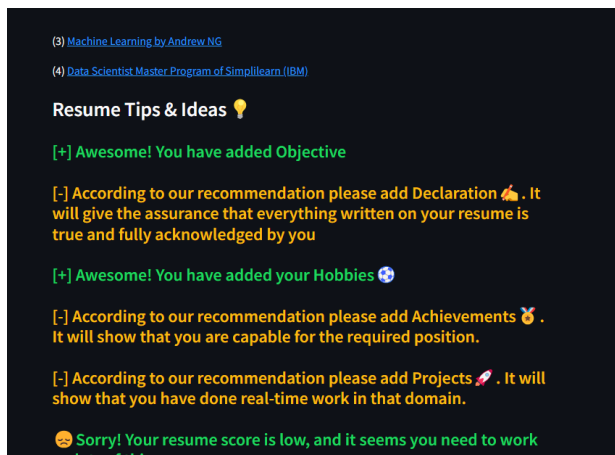 (3) Machine Learning by Andrew NG
(4) Data Scientist Master Program of Simplilearn (IBM)
Resume Tips & Ideas 💡
[+] Awesome! You have added Objective
[-] According to our recommendation please add Declaration ✍. It
will give the assurance that everything written on your resume is
true and fully acknowledged by you
[+] Awesome! You have added your Hobbies ⚽
[-] According to our recommendation please add Achievements 🏅 .
It will show that you are capable for the required position.
[-] According to our recommendation please add Projects 🚀 . It will
show that you have done real-time work in that domain.
😞 Sorry! Your resume score is low, and it seems you need to work